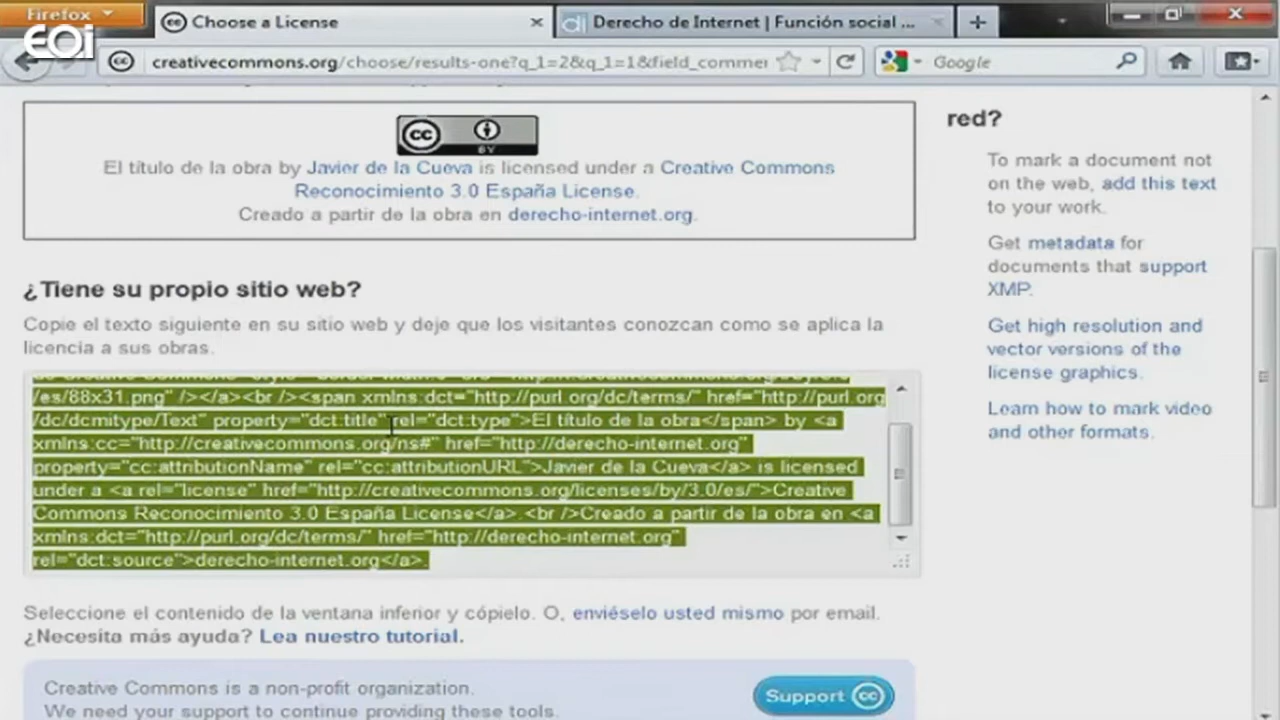 Firefox
Choose a License
Derecho de Internet | Función social ...
EOi
creativecommons.org/choose/results-one?q_1=2&q_1=1&field_commer
Google
BY
El título de la obra by Javier de la Cueva is licensed under a Creative Commons
Reconocimiento 3.0 España License.
Creado a partir de la obra en derecho-internet.org.
¿Tiene su propio sitio web?
Copie el texto siguiente en su sitio web y deje que los visitantes conozcan como se aplica la
licencia a sus obras.
/es/88x31.png" /></a><br /><span xmlns:dct="http://purl.org/dc/terms/" href="http://purl.org
/dc/dcmitype/Text" property="dct:title" rel="dct:type">El título de la obra</span> by <a
xmlns:cc="http://creativecommons.org/ns#" href="http://derecho-internet.org"
property="cc:attributionName" rel="cc:attributionURL">Javier de la Cueva</a> is licensed
under a <a rel="license" href="http://creativecommons.org/licenses/by/3.0/es/">Creative
Commons Reconocimiento 3.0 España License</a>.<br />Creado a partir de la obra en <a
xmlns:dct="http://purl.org/dc/terms/" href="http://derecho-internet.org"
rel="dct:source">derecho-internet.org</a>.
Seleccione el contenido de la ventana inferior y cópielo. O, enviéselo usted mismo por email.
¿Necesita más ayuda? Lea nuestro tutorial.
Creative Commons is a non-profit organization.
We need your support to continue providing these tools.
Support cc
red?
To mark a document not
on the web, add this text
to your work.
Get metadata for
documents that support
XMP.
Get high resolution and
vector versions of the
license graphics.
Learn how to mark video
and other formats.